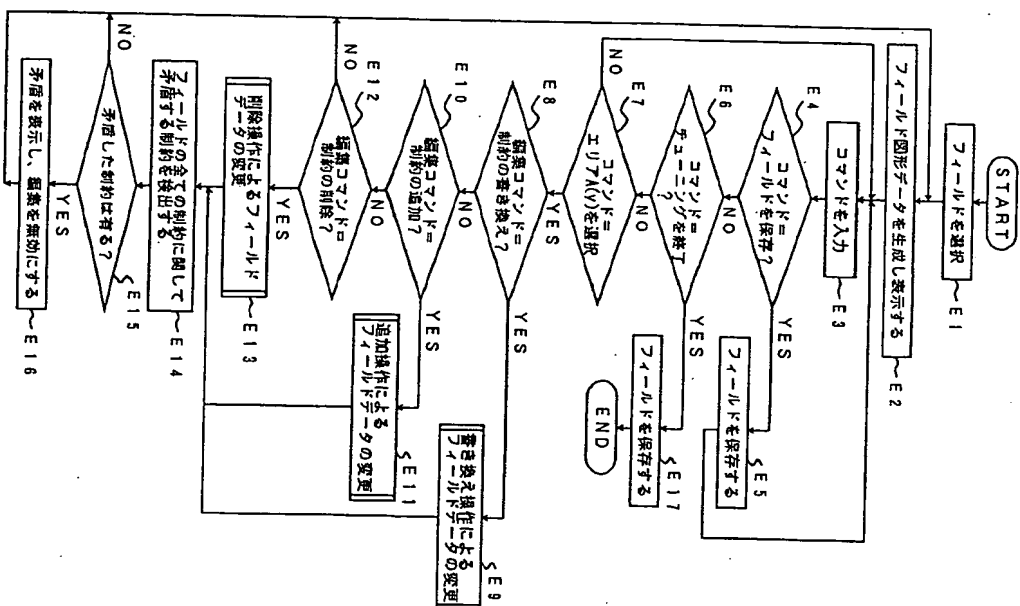 START
フィールドを選択
E1
フィールド図形データを生成し表示する
E2
コマンドを入力
E3
コマンド=
フィールドを保存?
E4
YES
NO
フィールドを保存する
E5
コマンド=
チューニングを終了
?
E6
YES
NO
フィールドを保存する
E17
END
コマンド=
エリアA(v)を選択
E7
NO
YES
編集コマンド=
制約の書き換え?
E8
YES
NO
書き換え操作による
フィールドデータの変更
E9
編集コマンド=
制約の追加?
E10
YES
NO
追加操作による
フィールドデータの変更
E11
編集コマンド=
制約の削除?
E12
NO
YES
削除操作によるフィールド
データの変更
E13
フィールドの全ての制約に関して
矛盾する制約を検出する.
E14
矛盾した制約は有る?
E15
NO
YES
矛盾を表示し、編集を無効にする
E16